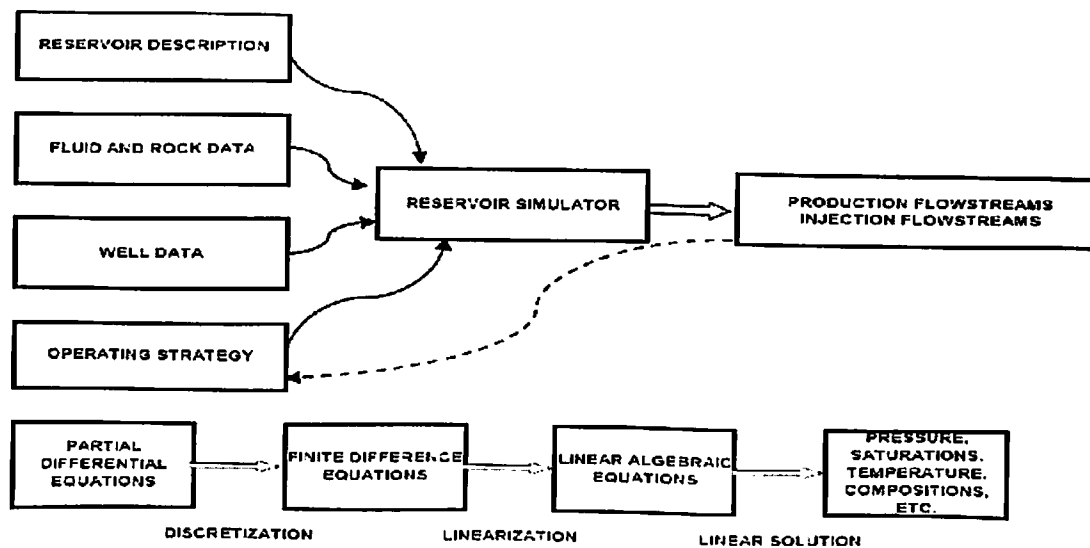 RESERVOIR DESCRIPTION
FLUID AND ROCK DATA
WELL DATA
OPERATING STRATEGY
RESERVOIR SIMULATOR
PRODUCTION FLOWSTREAMS
INJECTION FLOWSTREAMS
PARTIAL
DIFFERENTIAL
EQUATIONS
FINITE DIFFERENCE
EQUATIONS
LINEAR ALGEBRAIC
EQUATIONS
PRESSURE,
SATURATIONS,
TEMPERATURE,
COMPOSITIONS,
ETC.
DISCRETIZATION
LINEARIZATION
LINEAR SOLUTION